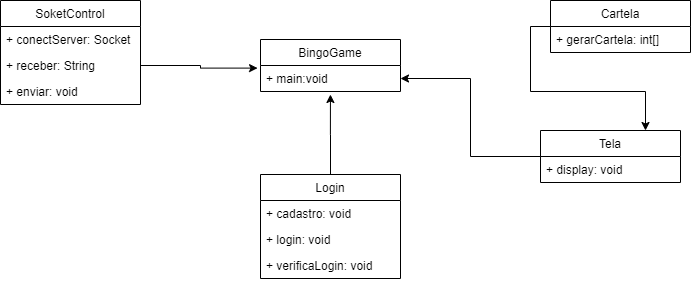 SoketControl
+ conectServer: Socket
+ receber: String
+ enviar: void
BingoGame
+ main:void
Cartela
+ gerarCartela: int[]
Tela
+ display: void
Login
+ cadastro: void
+ login: void
+ verificaLogin: void